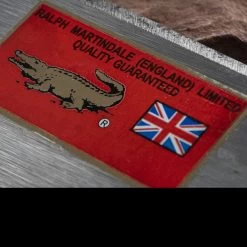 RALPH MARTINDALE (ENGLAND) LIMITED
QUALITY GUARANTEED
®